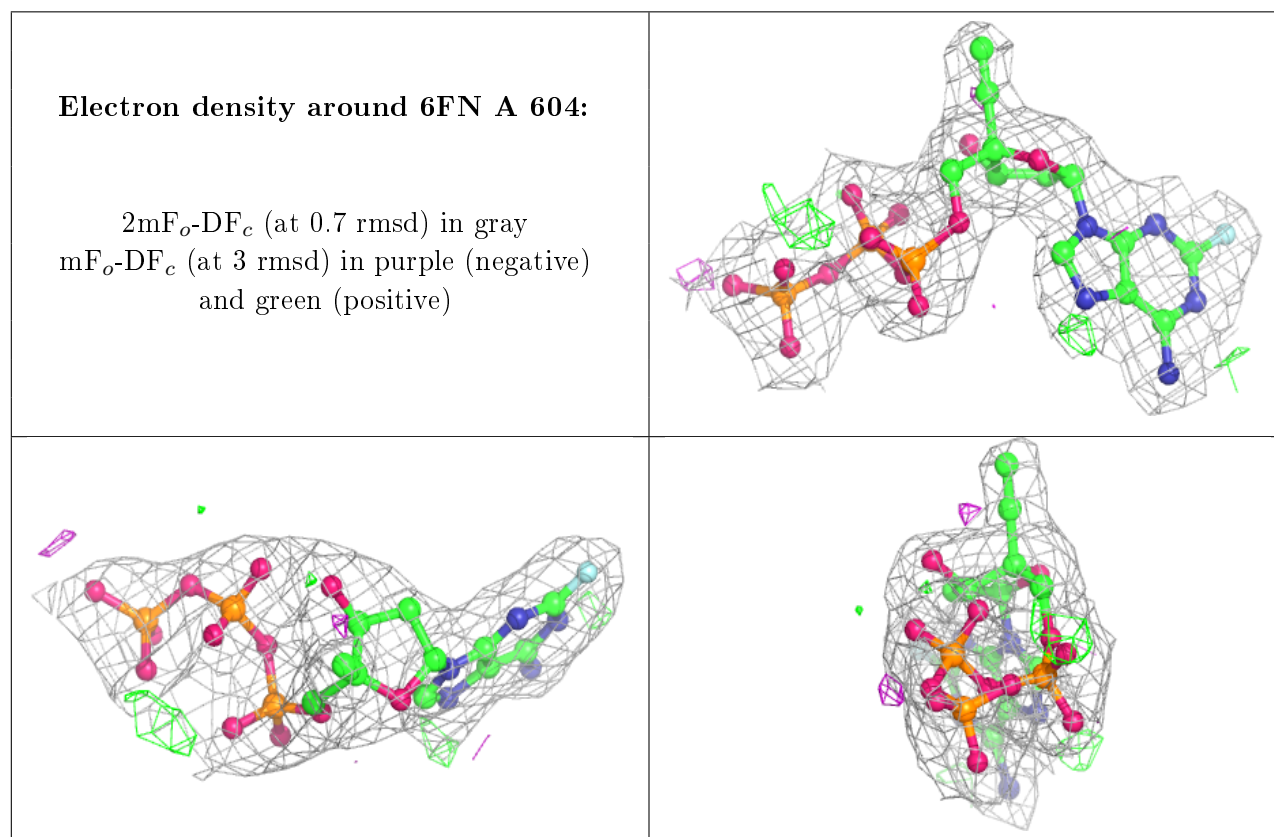 Electron density around 6FN A 604:
2mFo-DFc (at 0.7 rmsd) in gray
mFo-DFc (at 3 rmsd) in purple (negative)
and green (positive)